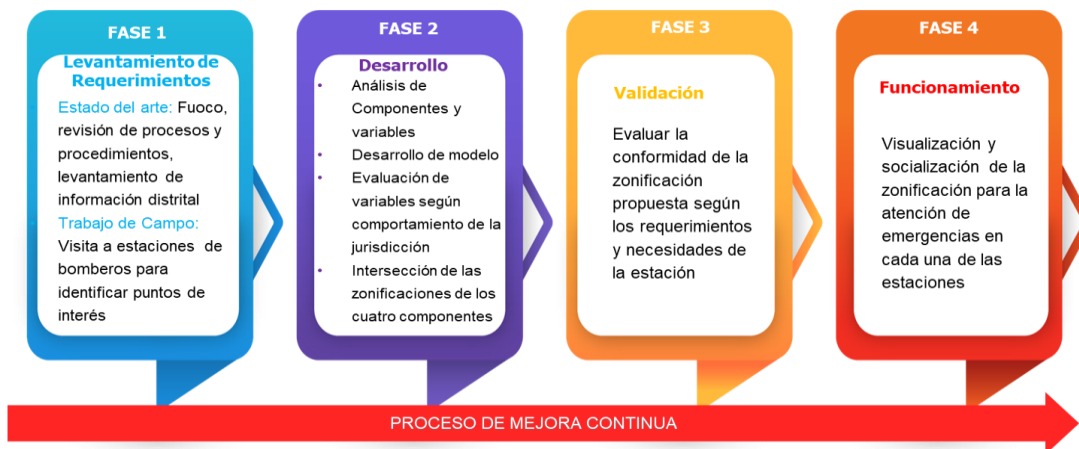 FASE 1
Levantamiento de
Requerimientos
Estado del arte: Fuoco,
revisión de procesos y
procedimientos,
levantamiento de
información distrital
Trabajo de Campo:
Visita a estaciones de
bomberos para
identificar puntos de
interés
FASE 2
Desarrollo
• Análisis de
Componentes y
variables
• Desarrollo de modelo
• Evaluación de
variables según
comportamiento de la
jurisdicción
• Intersección de las
zonificaciones de los
cuatro componentes
FASE 3
Validación
Evaluar la
conformidad de la
zonificación
propuesta según
los requerimientos
y necesidades de
la estación
FASE 4
Funcionamiento
Visualización y
socialización de la
zonificación para la
atención de
emergencias en
cada una de las
estaciones
PROCESO DE MEJORA CONTINUA